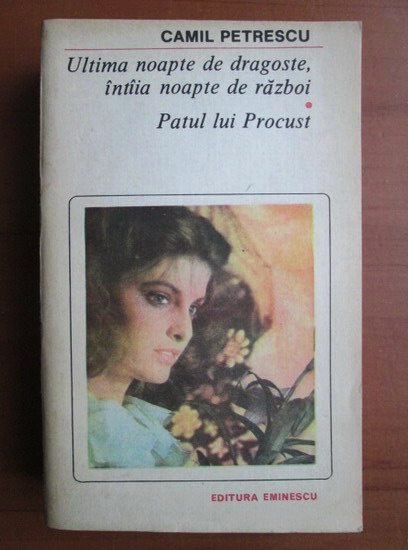 CAMIL PETRESCU
Ultima noapte de dragoste,
întîia noapte de război
•
Patul lui Procust
EDITURA EMINESCU